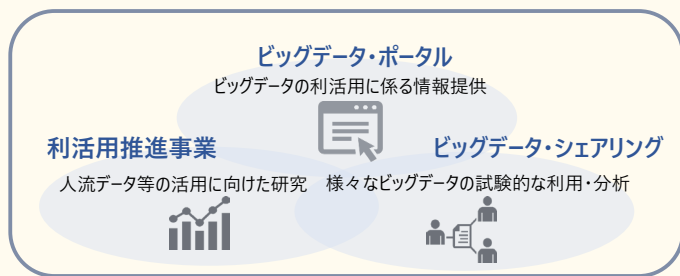 ビッグデータ・ポータル
ビッグデータの利活用に係る情報提供
利活用推進事業
人流データ等の活用に向けた研究
ビッグデータ・シェアリング
様々なビッグデータの試験的な利用・分析